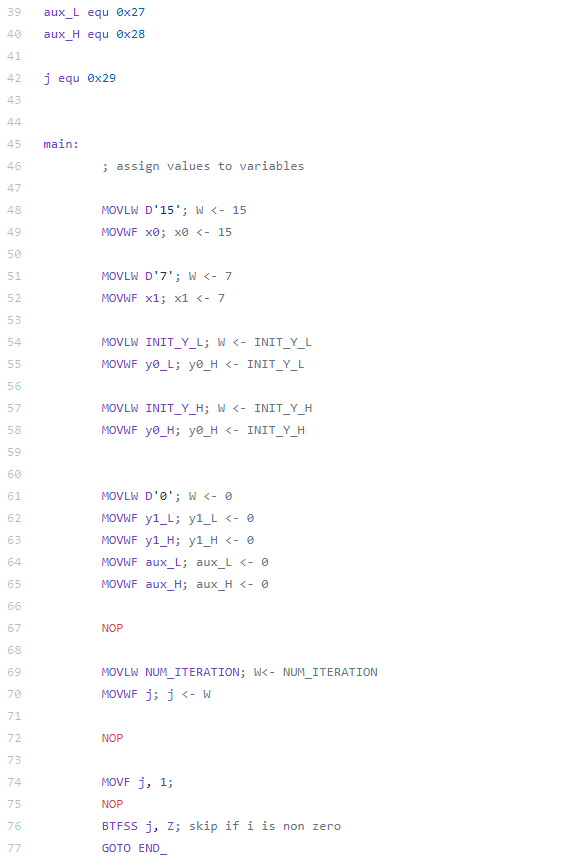 39 aux_L equ 0x27
40 aux_H equ 0x28
41
42 j equ 0x29
43
44
45 main:
46 ; assign values to variables
47
48 MOVLW D'15'; W <- 15
49 MOVWF x0; x0 <- 15
50
51 MOVLW D'7'; W <- 7
52 MOVWF x1; x1 <- 7
53
54 MOVLW INIT_Y_L; W <- INIT_Y_L
55 MOVWF y0_L; y0_H <- INIT_Y_L
56
57 MOVLW INIT_Y_H; W <- INIT_Y_H
58 MOVWF y0_H; y0_H <- INIT_Y_H
59
60
61 MOVLW D'0'; W <- 0
62 MOVWF y1_L; y1_L <- 0
63 MOVWF y1_H; y1_H <- 0
64 MOVWF aux_L; aux_L <- 0
65 MOVWF aux_H; aux_H <- 0
66
67 NOP
68
69 MOVLW NUM_ITERATION; W<- NUM_ITERATION
70 MOVWF j; j <- W
71
72 NOP
73
74 MOVF j, 1;
75 NOP
76 BTFSS j, Z; skip if i is non zero
77 GOTO END_